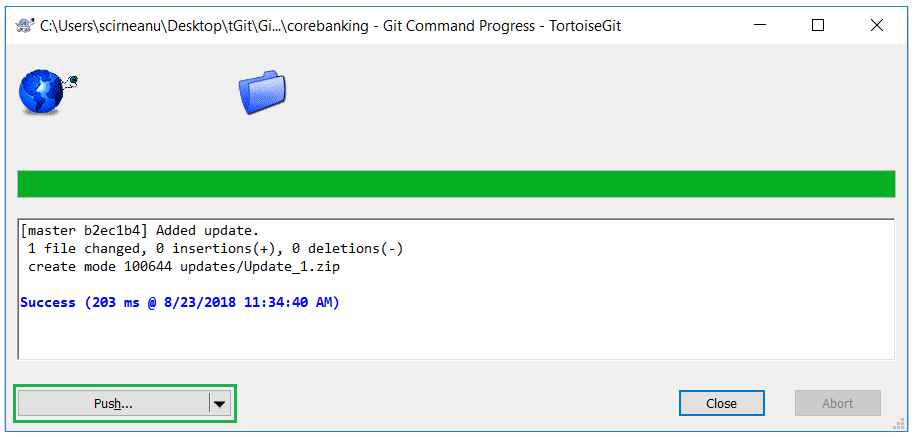 C:\Users\scirneanu\Desktop\tGit\Gi...\corebanking - Git Command Progress - TortoiseGit
[master b2ec1b4] Added update.
1 file changed, 0 insertions(+), 0 deletions(-)
create mode 100644 updates/Update_1.zip
Success (203 ms @ 8/23/2018 11:34:40 AM)
Push...
Close
Abort